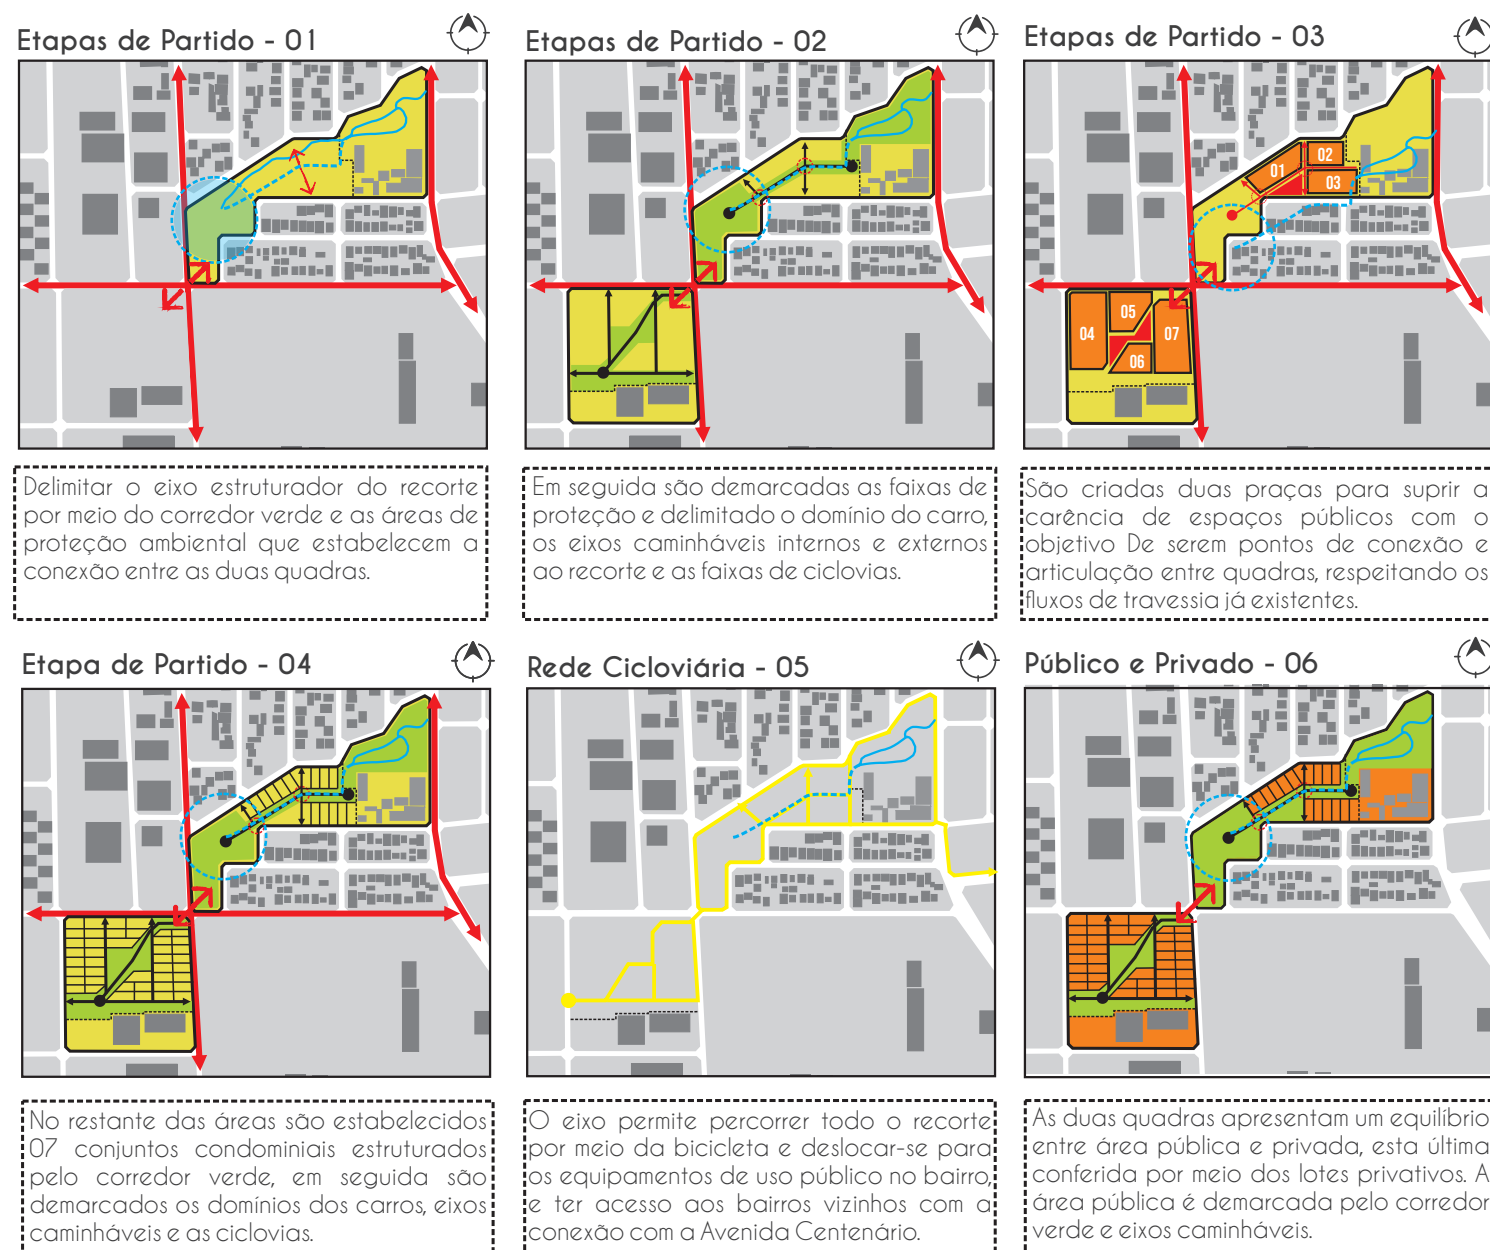 Etapas de Partido - 01
Etapas de Partido - 02
Etapas de Partido - 03
01
02
03
04
05
06
07
Delimitar o eixo estruturador do recorte
por meio do corredor verde e as áreas de
proteção ambiental que estabelecem a
conexão entre as duas quadras.
Em seguida são demarcadas as faixas de
proteção e delimitado o domínio do carro,
os eixos caminháveis internos e externos
ao recorte e as faixas de ciclovias.
São criadas duas praças para suprir a
carência de espaços públicos com o
objetivo De serem pontos de conexão e
articulação entre quadras, respeitando os
fluxos de travessia já existentes.
Etapa de Partido - 04
Rede Cicloviária - 05
Público e Privado - 06
No restante das áreas são estabelecidos
07 conjuntos condominiais estruturados
pelo corredor verde, em seguida são
demarcados os domínios dos carros, eixos
caminháveis e as ciclovias.
O eixo permite percorrer todo o recorte
por meio da bicicleta e deslocar-se para
os equipamentos de uso público no bairro,
e ter acesso aos bairros vizinhos com a
conexão com a Avenida Centenário.
As duas quadras apresentam um equilíbrio
entre área pública e privada, esta última
conferida por meio dos lotes privativos. A
área pública é demarcada pelo corredor
verde e eixos caminháveis.